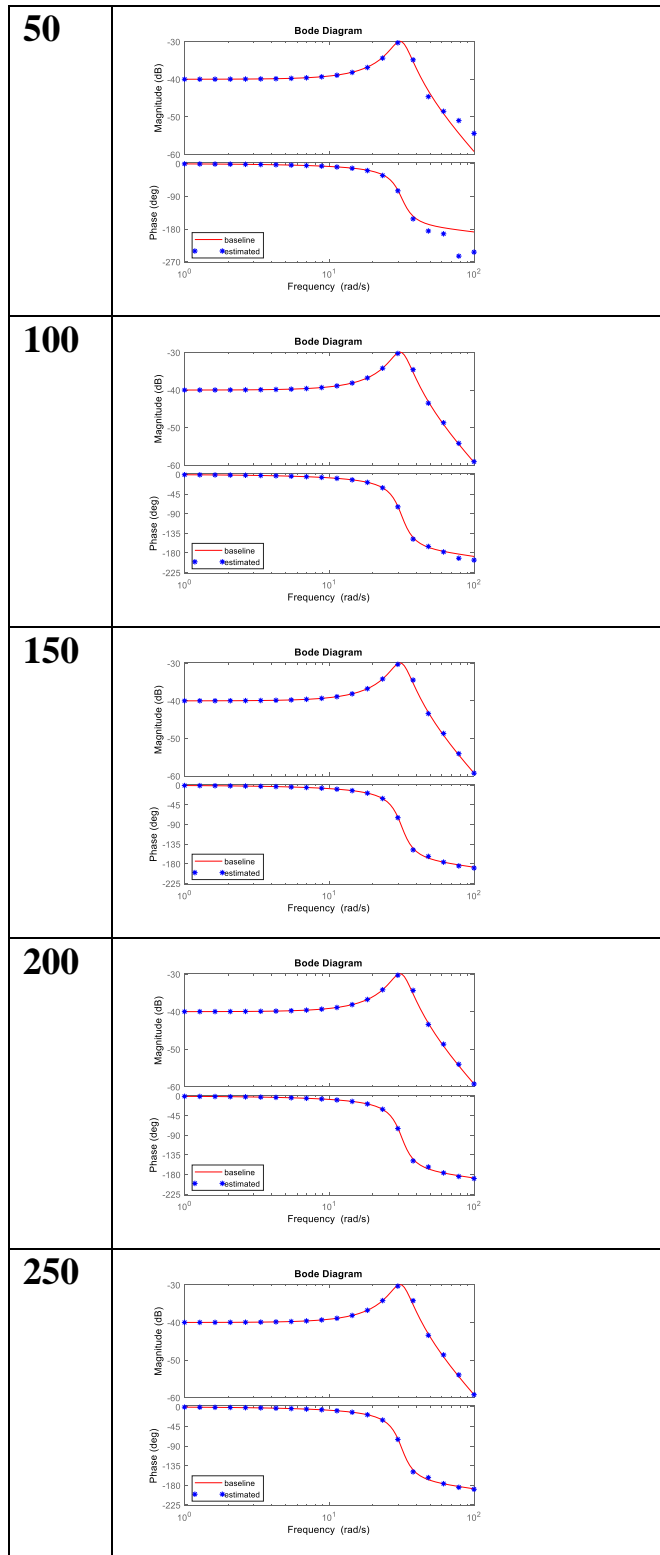 50
Bode Diagram
Magnitude (dB)
-30
-40
-50
-60
Phase (deg)
0
-90
-180
-270
baseline
estimated
10^0
10^1
10^2
Frequency (rad/s)
100
Bode Diagram
Magnitude (dB)
-30
-40
-50
-60
Phase (deg)
0
-45
-90
-135
-180
-225
baseline
estimated
10^0
10^1
10^2
Frequency (rad/s)
150
Bode Diagram
Magnitude (dB)
-30
-40
-50
-60
Phase (deg)
0
-45
-90
-135
-180
-225
baseline
estimated
10^0
10^1
10^2
Frequency (rad/s)
200
Bode Diagram
Magnitude (dB)
-30
-40
-50
-60
Phase (deg)
0
-45
-90
-135
-180
-225
baseline
estimated
10^0
10^1
10^2
Frequency (rad/s)
250
Bode Diagram
Magnitude (dB)
-30
-40
-50
-60
Phase (deg)
0
-45
-90
-135
-180
-225
baseline
estimated
10^0
10^1
10^2
Frequency (rad/s)